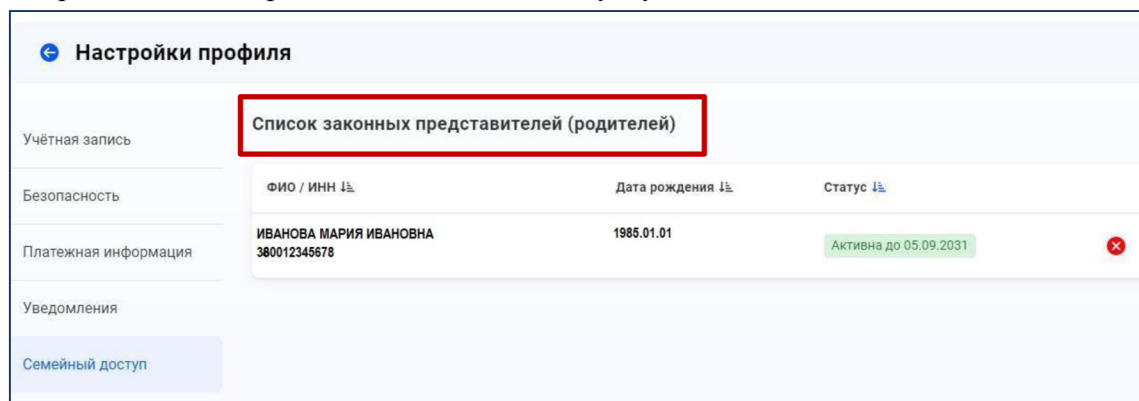 Настройки профиля
Учётная запись
Безопасность
Платежная информация
Уведомления
Семейный доступ
Список законных представителей (родителей)
ФИО / ИНН Дата рождения Статус
ИВАНОВА МАРИЯ ИВАНОВНА 1985.01.01 Активна до 05.09.2031
380012345678